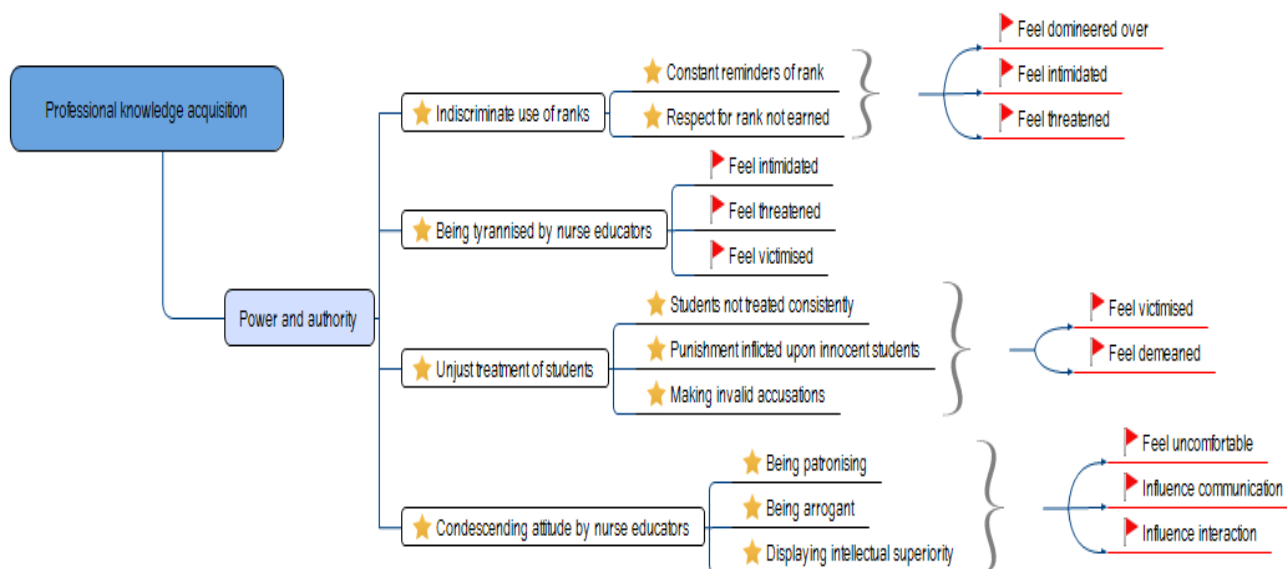 Professional knowledge acquisition
Power and authority
Indiscriminate use of ranks
Constant reminders of rank
Respect for rank not earned
Feel domineered over
Feel intimidated
Feel threatened
Being tyrannised by nurse educators
Feel intimidated
Feel threatened
Feel victimised
Unjust treatment of students
Students not treated consistently
Punishment inflicted upon innocent students
Making invalid accusations
Feel victimised
Feel demeaned
Condescending attitude by nurse educators
Being patronising
Being arrogant
Displaying intellectual superiority
Feel uncomfortable
Influence communication
Influence interaction